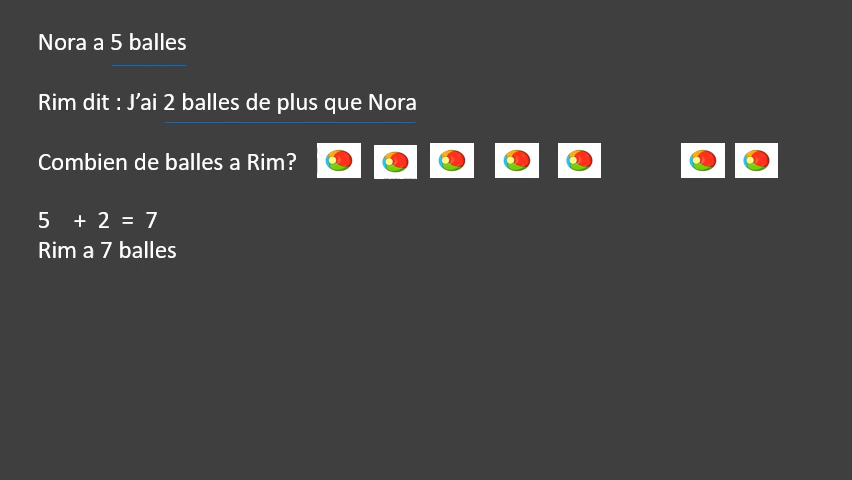 Nora a 5 balles
Rim dit : J’ai 2 balles de plus que Nora
Combien de balles a Rim?
5 + 2 = 7
Rim a 7 balles